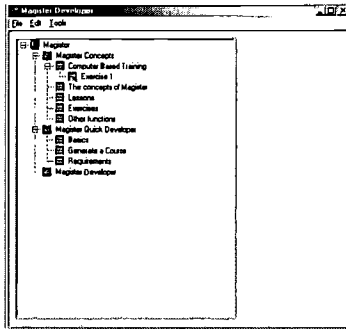 Magister Developer
File Edit Tools
Magister
Magister Concepts
Computer Based Training
Exercise 1
The concepts of Magister
Lessons
Exercises
Other functions
Magister Quick Developer
Basics
Generate a Course
Requirements
Magister Developer